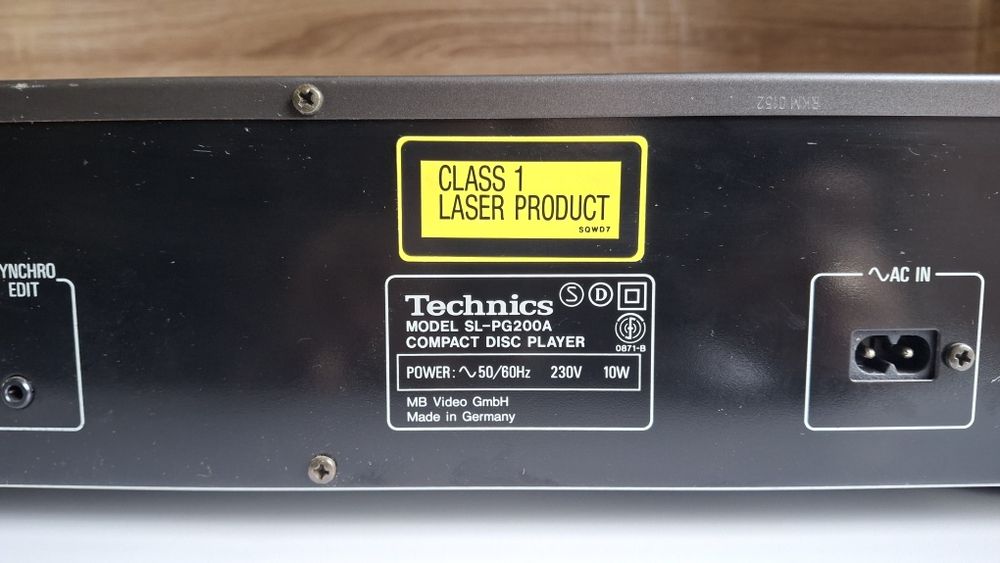 RKM 0152
CLASS 1
LASER PRODUCT
SQWD7
SYNCHRO
EDIT
Technics S D
MODEL SL-PG200A
COMPACT DISC PLAYER
0871-B
POWER: ∿50/60Hz 230V 10W
MB Video GmbH
Made in Germany
∿AC IN